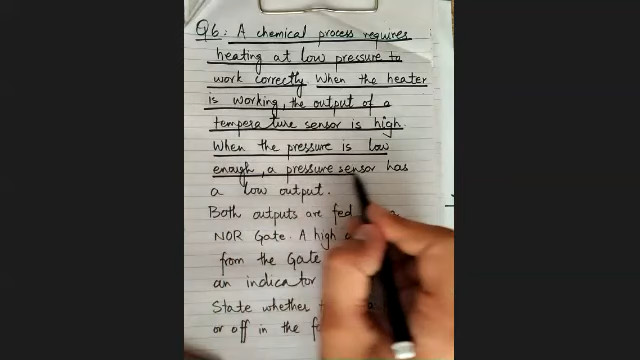 Q6: A chemical process requires
heating at low pressure to
work correctly. When the heater
is working, the output of a
temperature sensor is high.
When the pressure is low
enough, a pressure sensor has
a low output.
Both outputs are fed
NOR Gate. A high
from the Gate
an indicator
State whether
or off in the